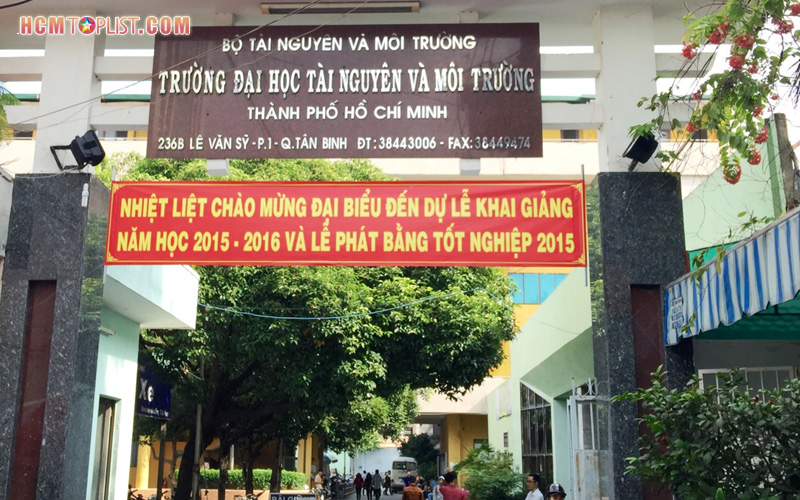 HCMTOPLIST.COM
BỘ TÀI NGUYÊN VÀ MÔI TRƯỜNG
TRƯỜNG ĐẠI HỌC TÀI NGUYÊN VÀ MÔI TRƯỜNG
THÀNH PHỐ HỒ CHÍ MINH
236B LÊ VĂN SỸ - P.1 - Q.TÂN BÌNH ĐT: 38443006 - FAX: 38449474
NHIỆT LIỆT CHÀO MỪNG ĐẠI BIỂU ĐẾN DỰ LỄ KHAI GIẢNG
NĂM HỌC 2015 - 2016 VÀ LỄ PHÁT BẰNG TỐT NGHIỆP 2015